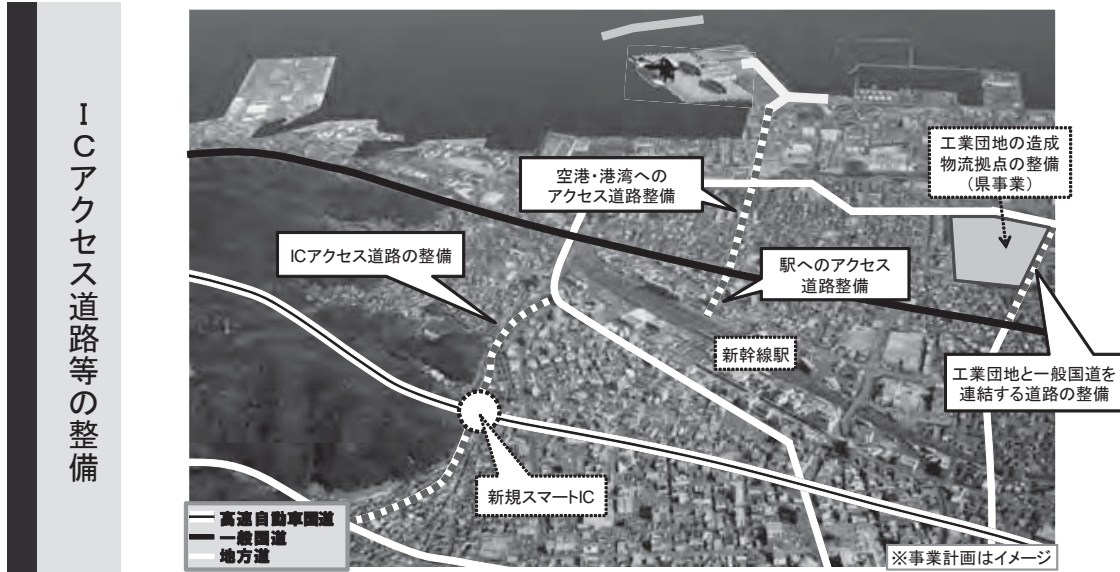 ICアクセス道路等の整備
工業団地の造成
物流拠点の整備
（県事業）
空港・港湾への
アクセス道路整備
ICアクセス道路の整備
駅へのアクセス
道路整備
新幹線駅
工業団地と一般国道を
連結する道路の整備
新規スマートIC
高速自動車国道
一般国道
地方道
※事業計画はイメージ